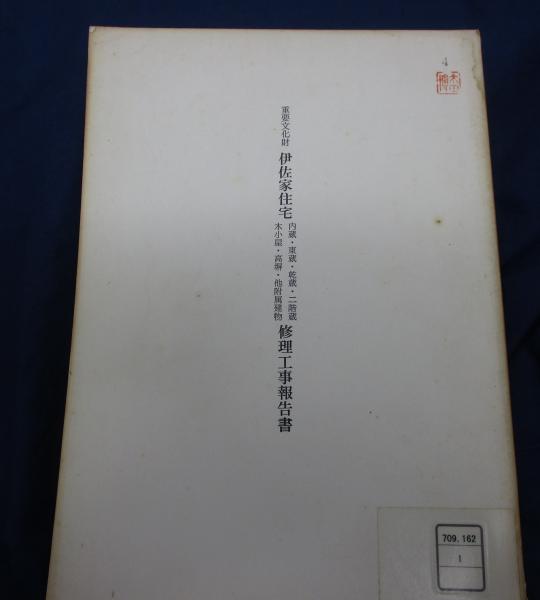 4
重要文化財 伊佐家住宅 内蔵・東蔵・乾蔵・二階蔵
木小屋・高塀・他附属建物 修理工事報告書
709.162
1